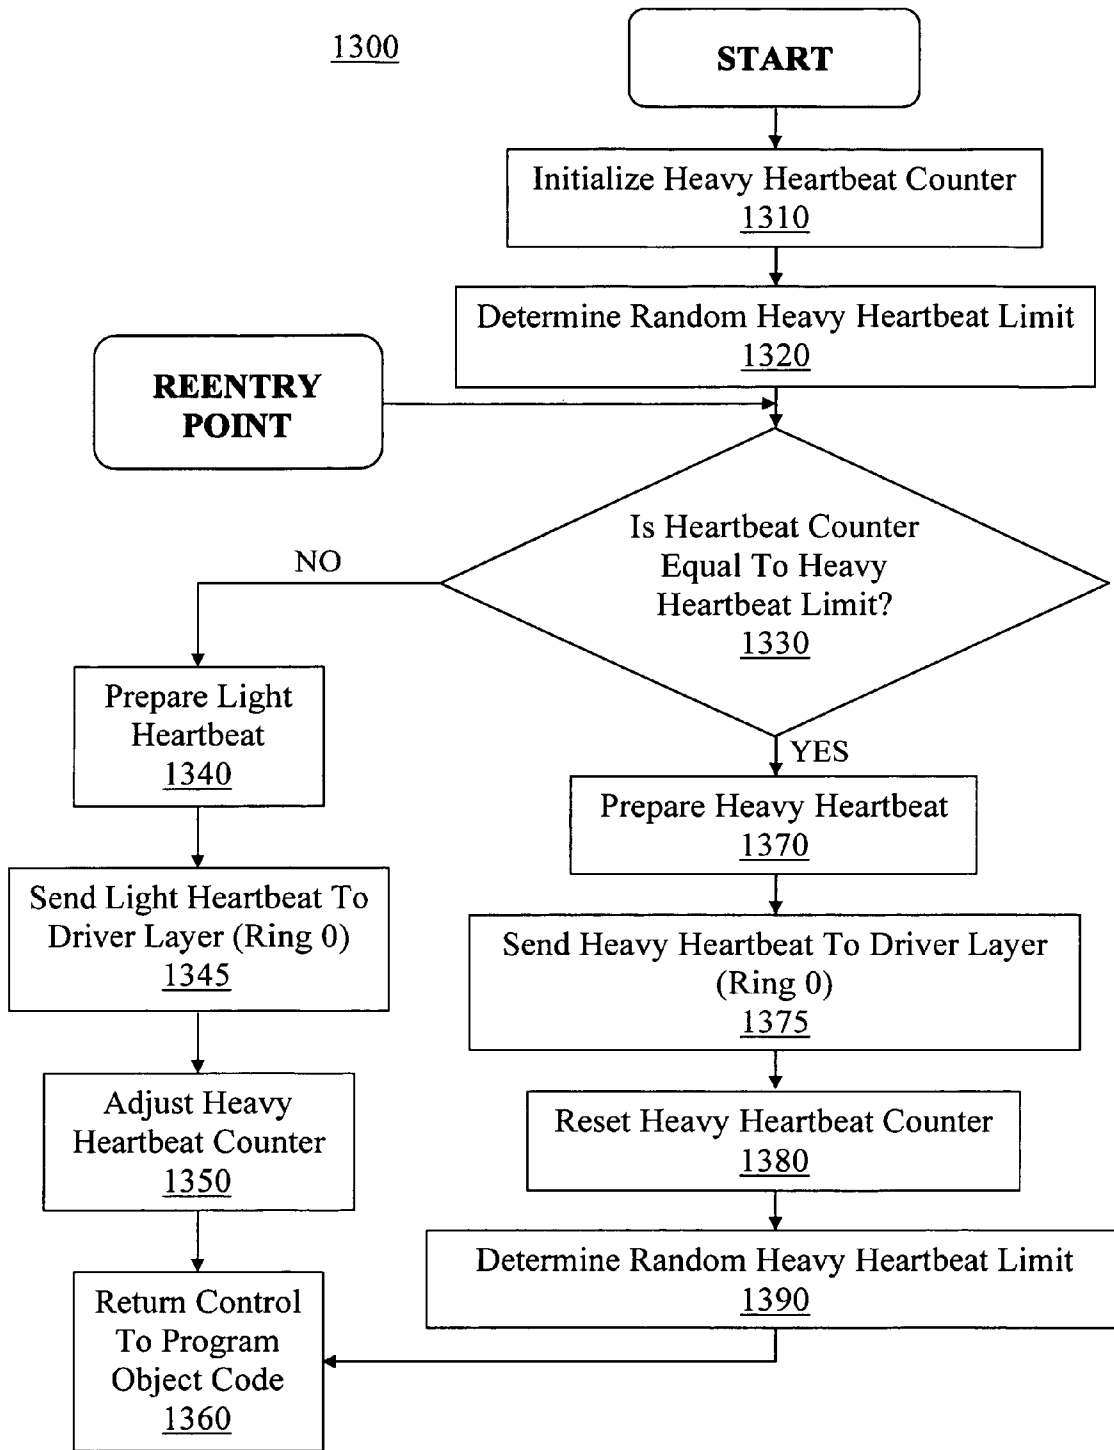 1300
START
Initialize Heavy Heartbeat Counter
1310
Determine Random Heavy Heartbeat Limit
1320
REENTRY
POINT
Is Heartbeat Counter
Equal To Heavy
Heartbeat Limit?
1330
NO
YES
Prepare Light
Heartbeat
1340
Send Light Heartbeat To
Driver Layer (Ring 0)
1345
Adjust Heavy
Heartbeat Counter
1350
Return Control
To Program
Object Code
1360
Prepare Heavy Heartbeat
1370
Send Heavy Heartbeat To Driver Layer
(Ring 0)
1375
Reset Heavy Heartbeat Counter
1380
Determine Random Heavy Heartbeat Limit
1390